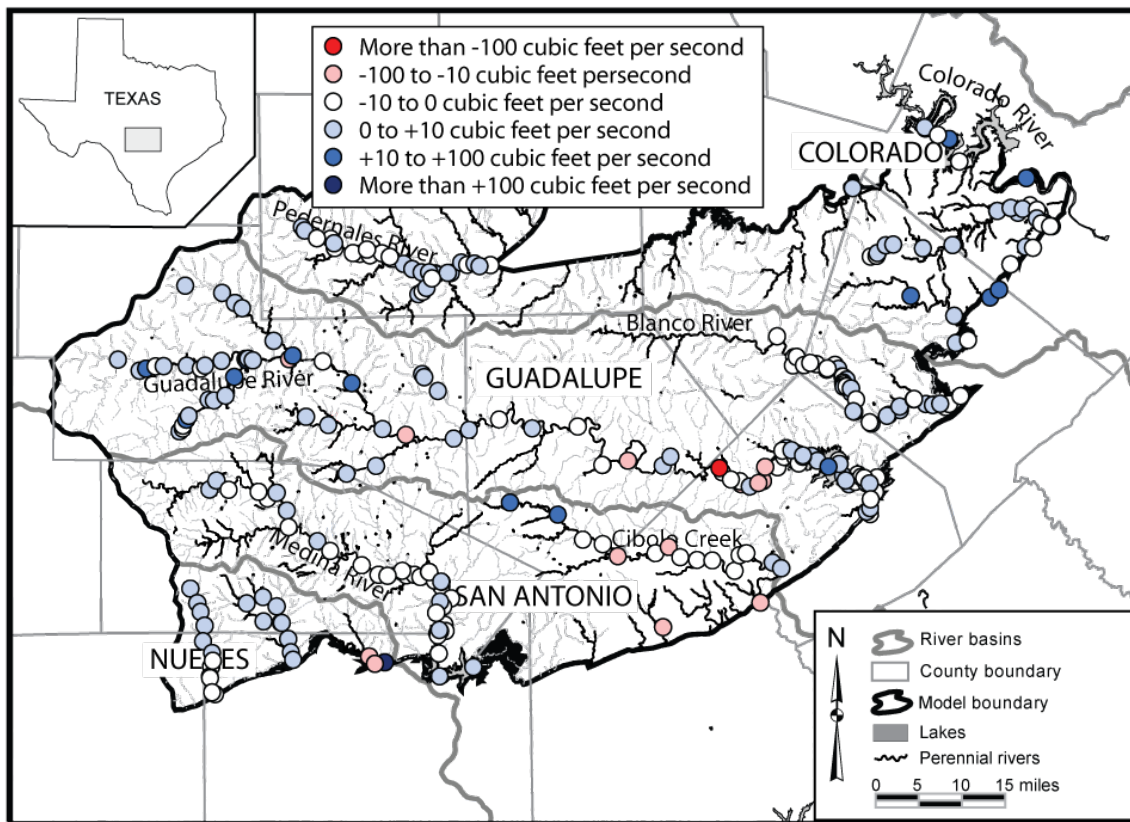 TEXAS
More than -100 cubic feet per second
-100 to -10 cubic feet persecond
-10 to 0 cubic feet per second
0 to +10 cubic feet per second
+10 to +100 cubic feet per second
More than +100 cubic feet per second
Colorado River
COLORADO
Pedernales River
Blanco River
Guadalupe River
GUADALUPE
Cibolo Creek
Medina River
SAN ANTONIO
NUECES
N
River basins
County boundary
Model boundary
Lakes
Perennial rivers
0 5 10 15 miles